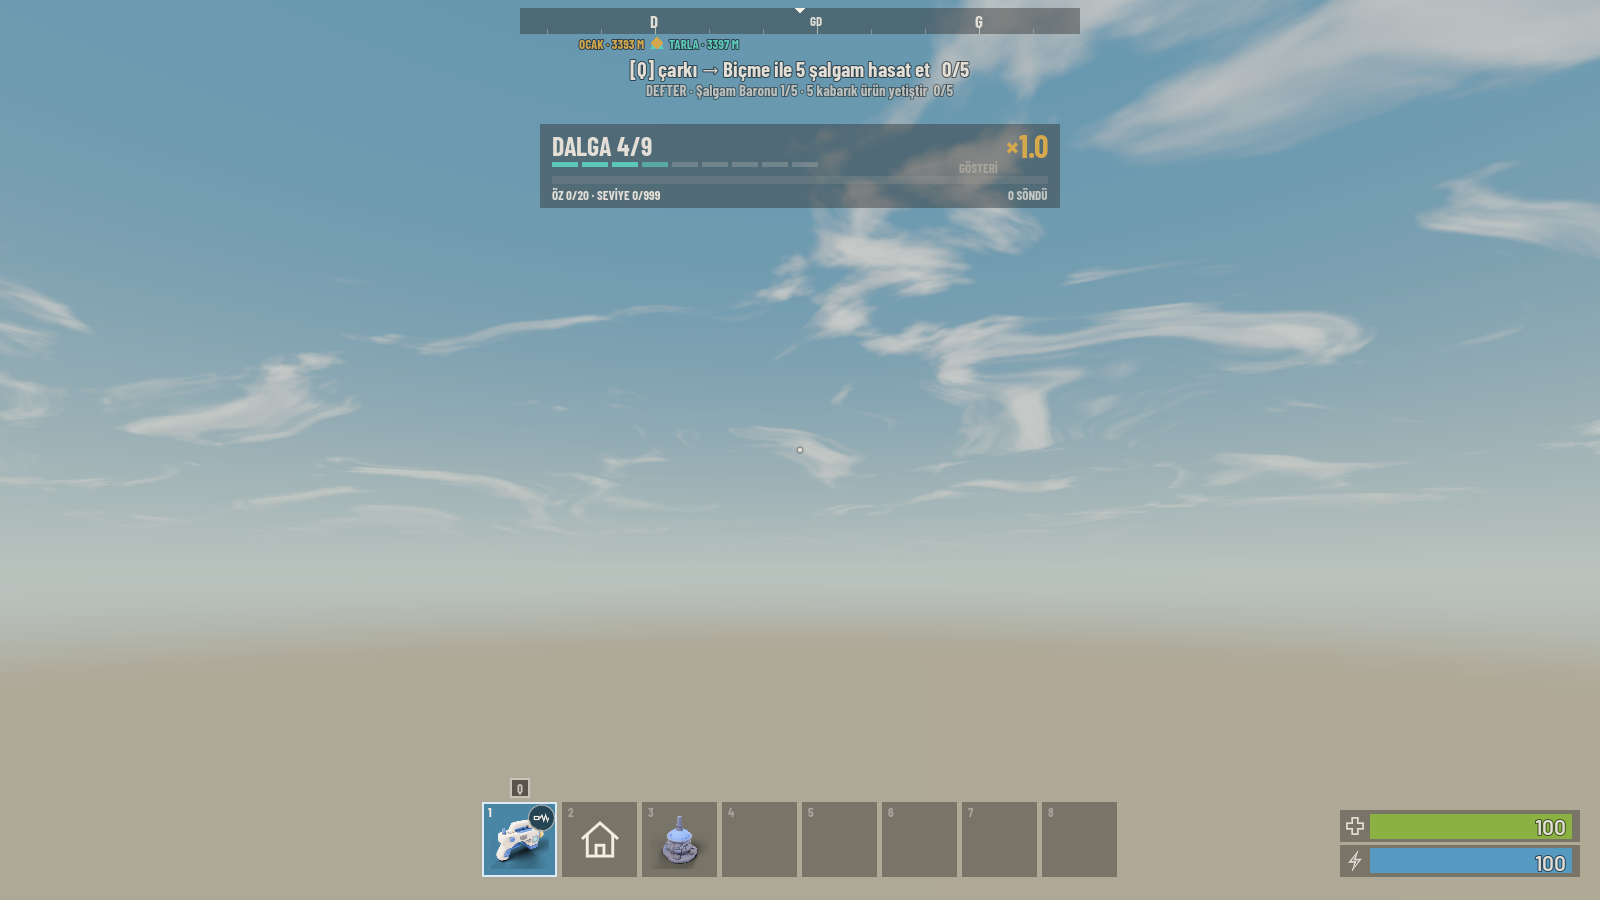 D GD G
OCAK · 3393 M TARLA · 3397 M
[Q] çarkı → Biçme ile 5 şalgam hasat et 0/5
DEFTER · Şalgam Baronu 1/5 · 5 kabarık ürün yetiştir 0/5
DALGA 4/9 ×1.0
GÖSTERİ
ÖZ 0/20 · SEVİYE 0/999 0 SÖNDÜ
Q
1 2 3 4 5 6 7 8
100
100